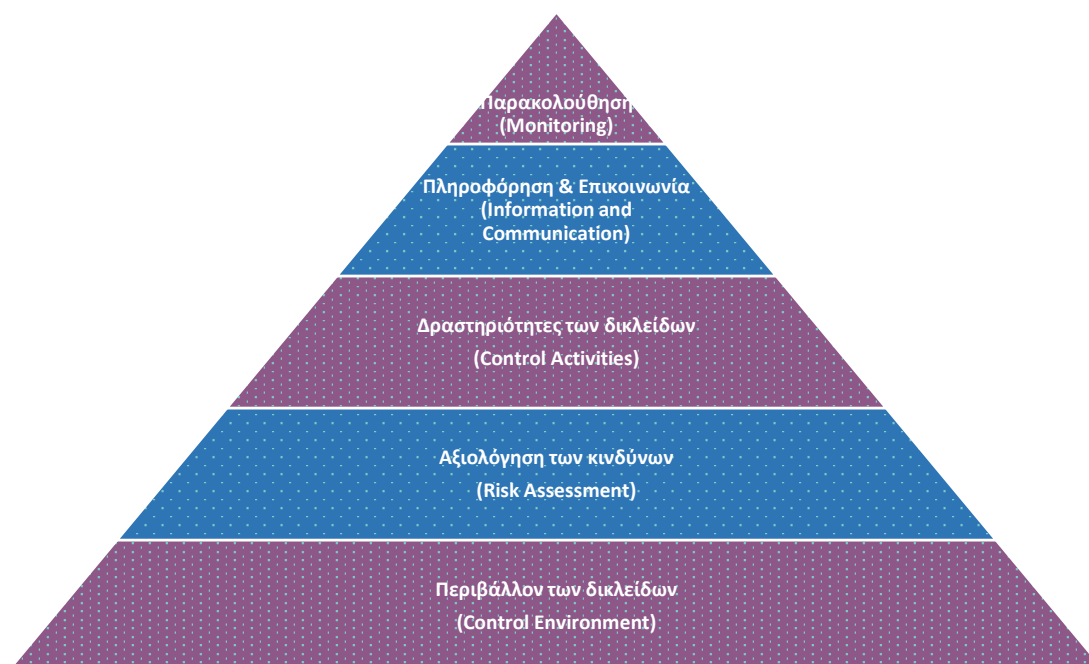 Παρακολούθηση
(Monitoring)
Πληροφόρηση & Επικοινωνία
(Information and
Communication)
Δραστηριότητες των δικλείδων
(Control Activities)
Αξιολόγηση των κινδύνων
(Risk Assessment)
Περιβάλλον των δικλείδων
(Control Environment)